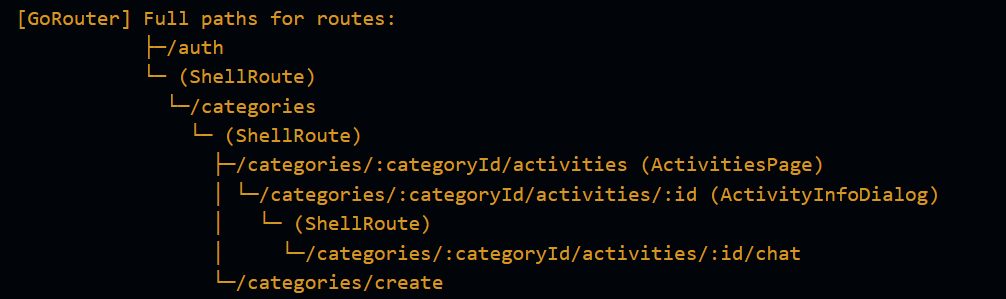 [GoRouter] Full paths for routes:
├─/auth
└─ (ShellRoute)
└─/categories
└─ (ShellRoute)
├─/categories/:categoryId/activities (ActivitiesPage)
│ └─/categories/:categoryId/activities/:id (ActivityInfoDialog)
│ └─ (ShellRoute)
│ └─/categories/:categoryId/activities/:id/chat
└─/categories/create